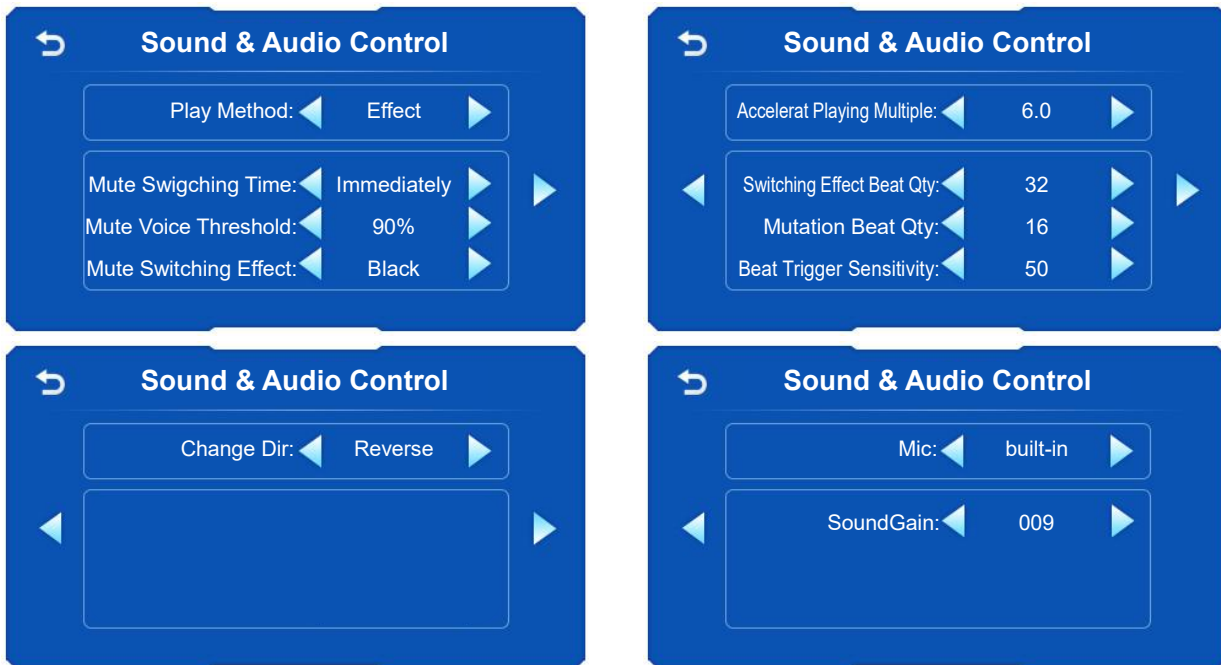 Sound & Audio Control
Play Method: Effect
Mute Swigching Time: Immediately
Mute Voice Threshold: 90%
Mute Switching Effect: Black
Sound & Audio Control
Accelerat Playing Multiple: 6.0
Switching Effect Beat Qty: 32
Mutation Beat Qty: 16
Beat Trigger Sensitivity: 50
Sound & Audio Control
Change Dir: Reverse
Sound & Audio Control
Mic: built-in
SoundGain: 009